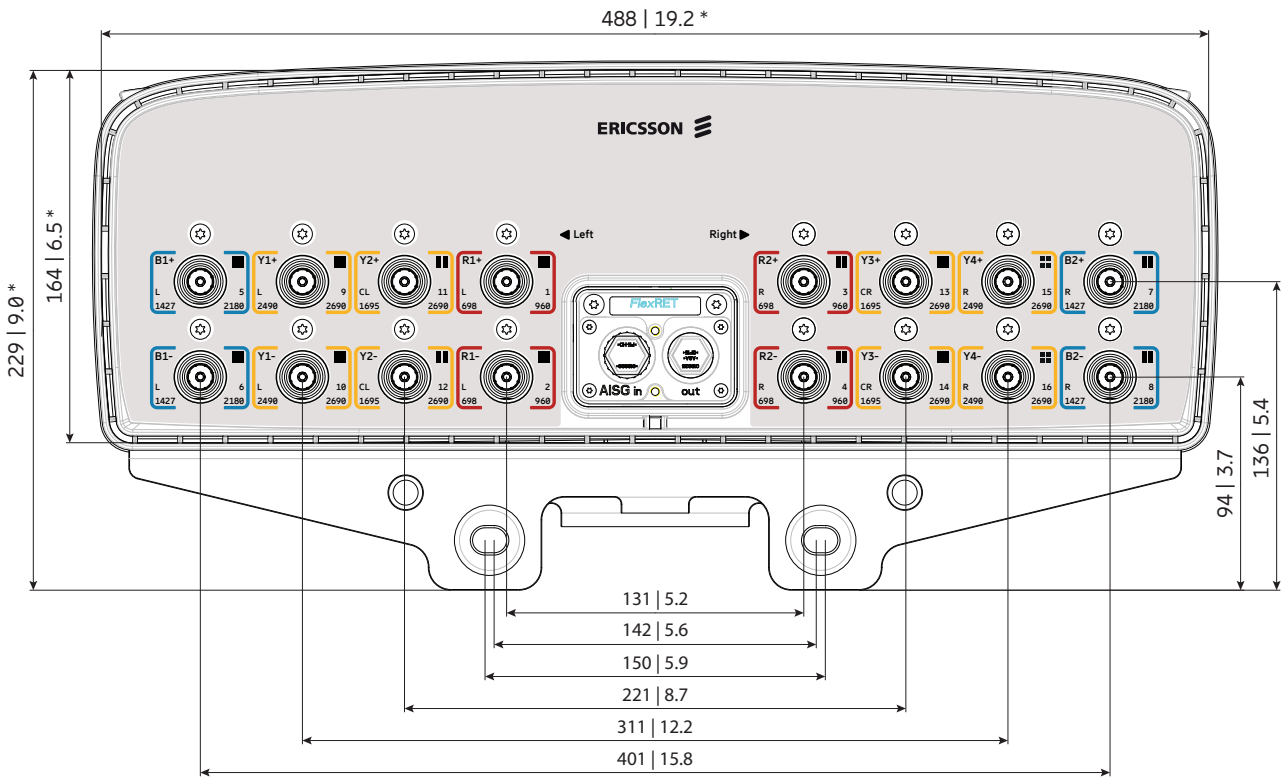 488 | 19.2 *
229 | 9.0 *
164 | 6.5 *
ERICSSON
Left
Right
B1+
L 5
1427 2180
Y1+
L 9
2490 2690
Y2+
CL 11
1695 2690
R1+
L 1
698 960
R2+
R 3
698 960
Y3+
CR 13
1695 2690
Y4+
R 15
2490 2690
B2+
R 7
1427 2180
FlexRET
AISG in
out
B1-
L 6
1427 2180
Y1-
L 10
2490 2690
Y2-
CL 12
1695 2690
R1-
L 2
698 960
R2-
R 4
698 960
Y3-
CR 14
1695 2690
Y4-
R 16
2490 2690
B2-
R 8
1427 2180
94 | 3.7
136 | 5.4
131 | 5.2
142 | 5.6
150 | 5.9
221 | 8.7
311 | 12.2
401 | 15.8